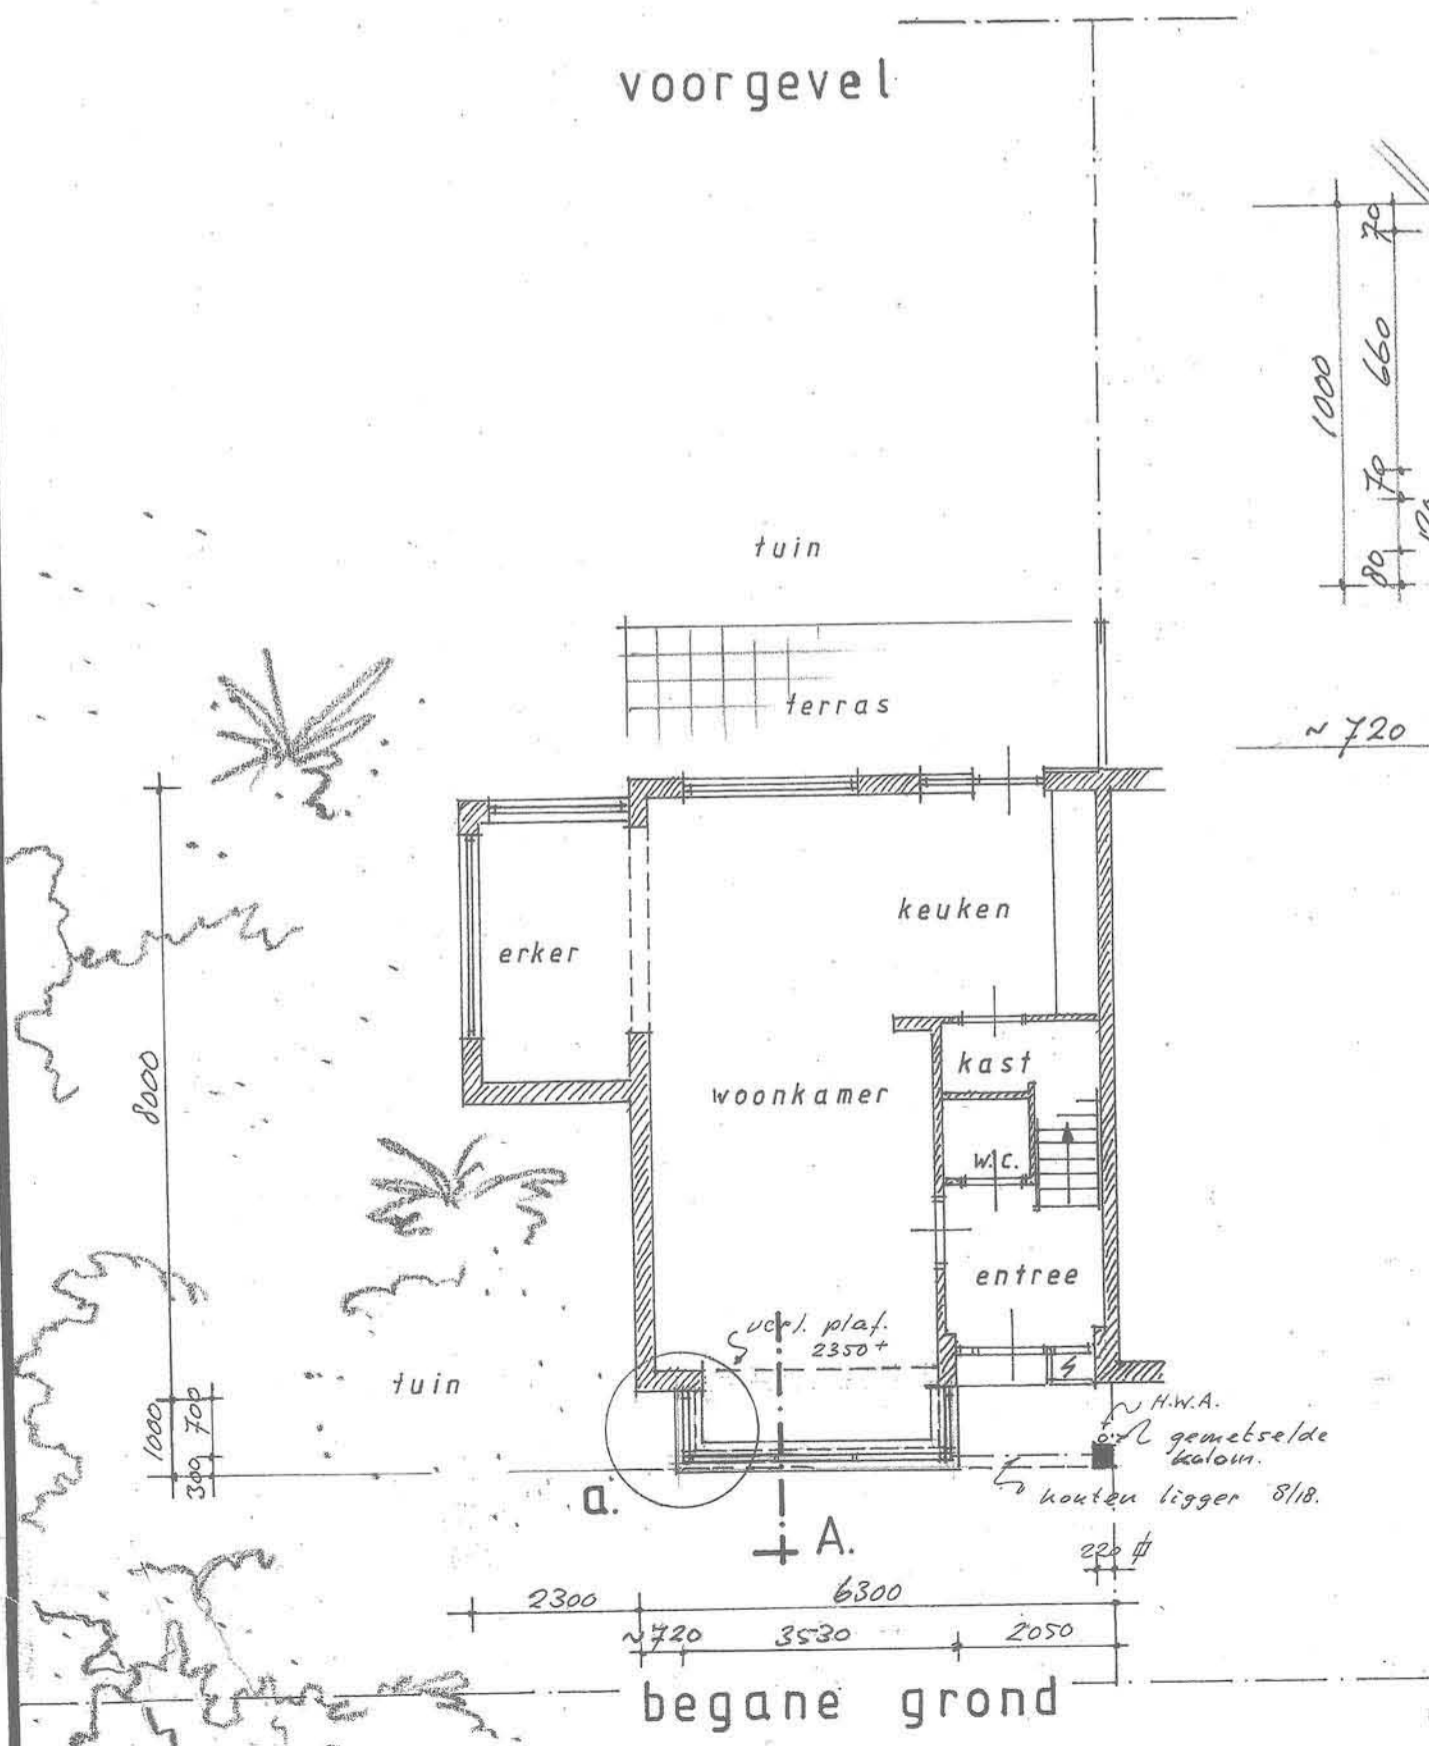 voorgevel
70
660
1000
70
80
tuin
terras
~ 720
keuken
erker
kast
woonkamer
8000
W.C.
entree
verl. plaf.
2350+
tuin
1000
700
300
H.W.A.
gemetselde
kolom.
houten ligger 8/18.
a.
A.
220
2300
6300
~720
3530
2050
begane grond